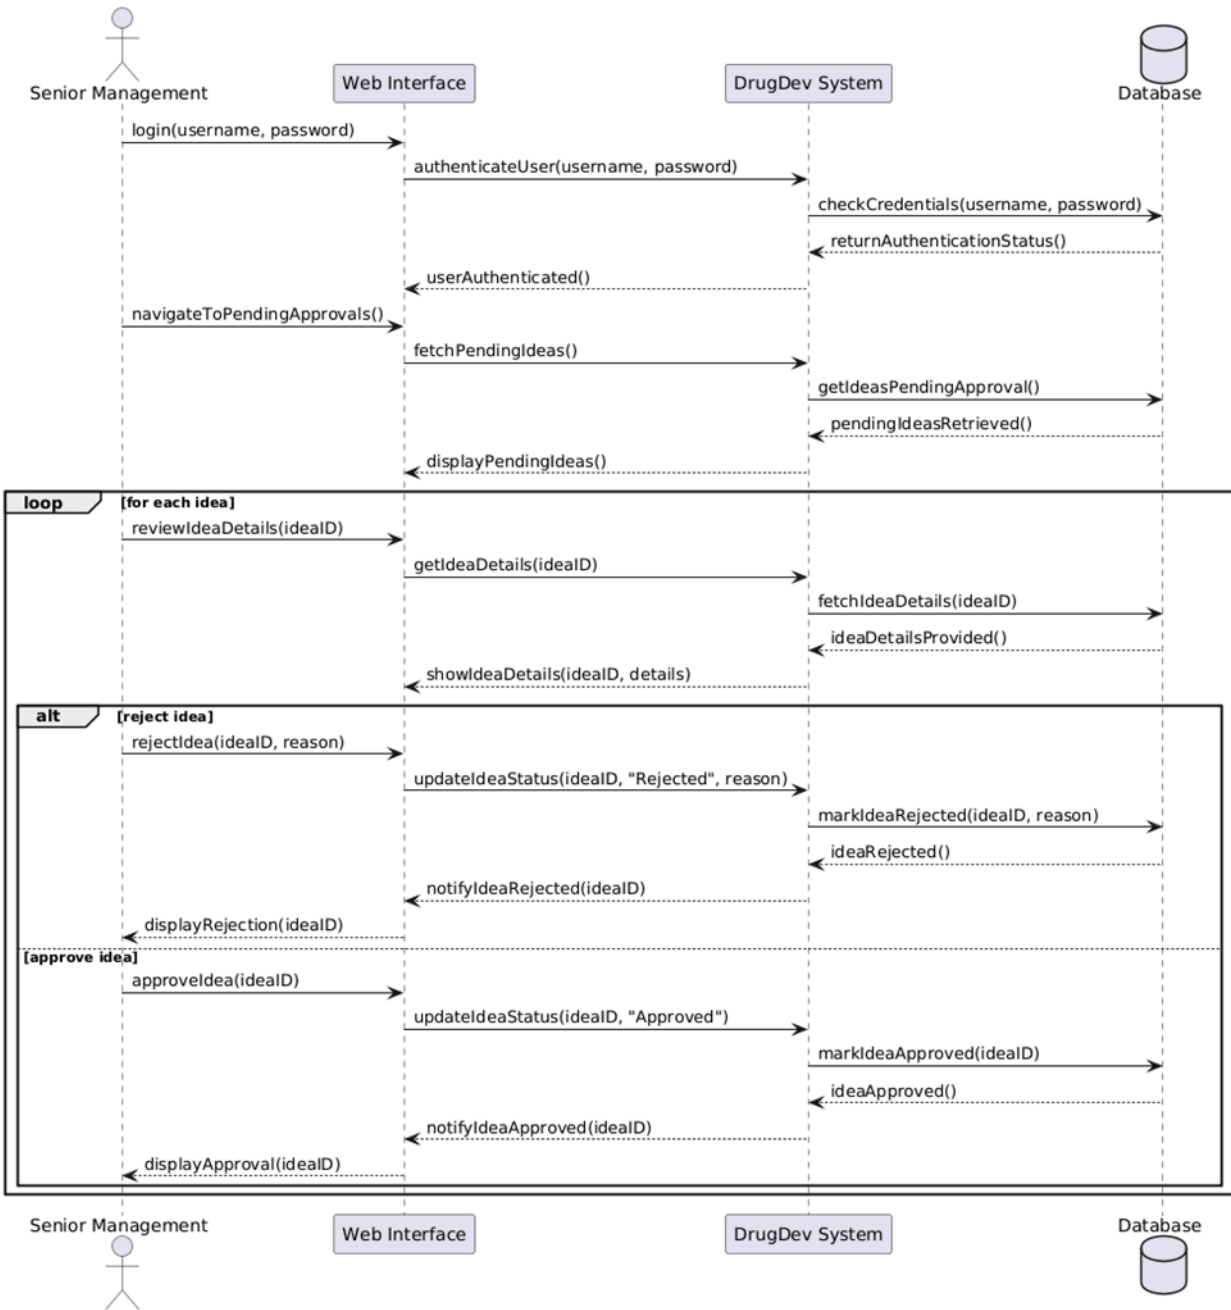 Senior Management
Web Interface
DrugDev System
Database
login(username, password)
authenticateUser(username, password)
checkCredentials(username, password)
returnAuthenticationStatus()
userAuthenticated()
navigateToPendingApprovals()
fetchPendingIdeas()
getIdeasPendingApproval()
pendingIdeasRetrieved()
displayPendingIdeas()
loop [for each idea]
reviewIdeaDetails(ideaID)
getIdeaDetails(ideaID)
fetchIdeaDetails(ideaID)
ideaDetailsProvided()
showIdeaDetails(ideaID, details)
alt [reject idea]
rejectIdea(ideaID, reason)
updateIdeaStatus(ideaID, "Rejected", reason)
markIdeaRejected(ideaID, reason)
ideaRejected()
notifyIdeaRejected(ideaID)
displayRejection(ideaID)
[approve idea]
approveIdea(ideaID)
updateIdeaStatus(ideaID, "Approved")
markIdeaApproved(ideaID)
ideaApproved()
notifyIdeaApproved(ideaID)
displayApproval(ideaID)
Senior Management
Web Interface
DrugDev System
Database